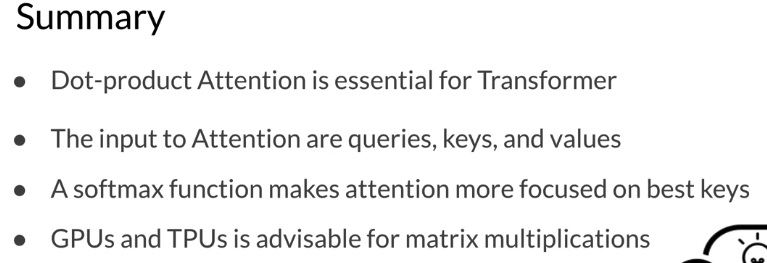 Summary
● Dot-product Attention is essential for Transformer
● The input to Attention are queries, keys, and values
● A softmax function makes attention more focused on best keys
● GPUs and TPUs is advisable for matrix multiplications